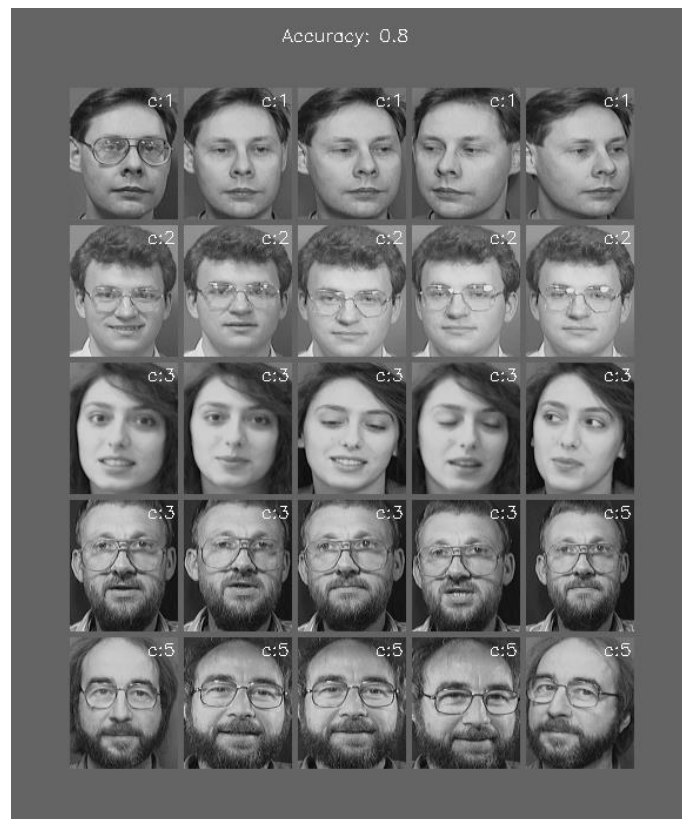 Accuracy: 0.8
c:1 c:1 c:1 c:1 c:1
c:2 c:2 c:2 c:2 c:2
c:3 c:3 c:3 c:3 c:3
c:3 c:3 c:3 c:3 c:5
c:5 c:5 c:5 c:5 c:5